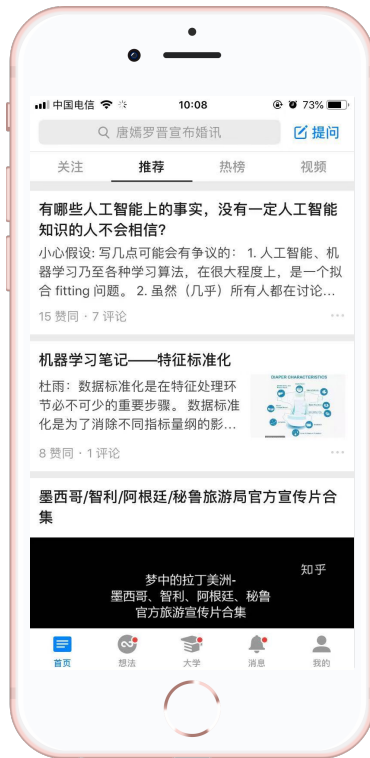 中国电信 10:08 73%
唐嫣罗晋宣布婚讯 提问
关注 推荐 热榜 视频
有哪些人工智能上的事实，没有一定人工智能
知识的人不会相信?
小心假设: 写几点可能会有争议的： 1. 人工智能、机
器学习乃至各种学习算法，在很大程度上，是一个拟
合 fitting 问题。 2. 虽然（几乎）所有人都在讨论…
15 赞同 · 7 评论
机器学习笔记——特征标准化
杜雨：数据标准化是在特征处理环
节必不可少的重要步骤。 数据标准
化是为了消除不同指标量纲的影…
DIAPER CHARACTERISTICS
8 赞同 · 1 评论
墨西哥/智利/阿根廷/秘鲁旅游局官方宣传片合
集
知乎
梦中的拉丁美洲-
墨西哥、智利、阿根廷、秘鲁
官方旅游宣传片合集
首页 想法 大学 消息 我的